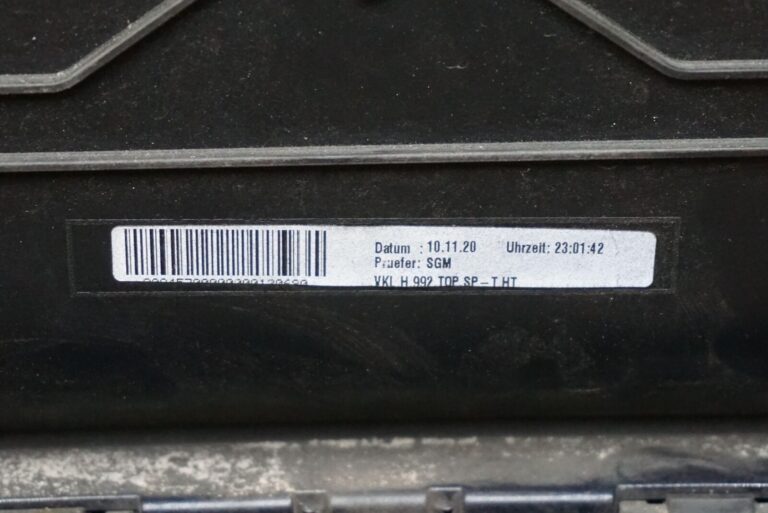 Datum : 10.11.20 Uhrzeit: 23:01:42
Pruefer: SGM
VKL H 992 TOP SP-T HT